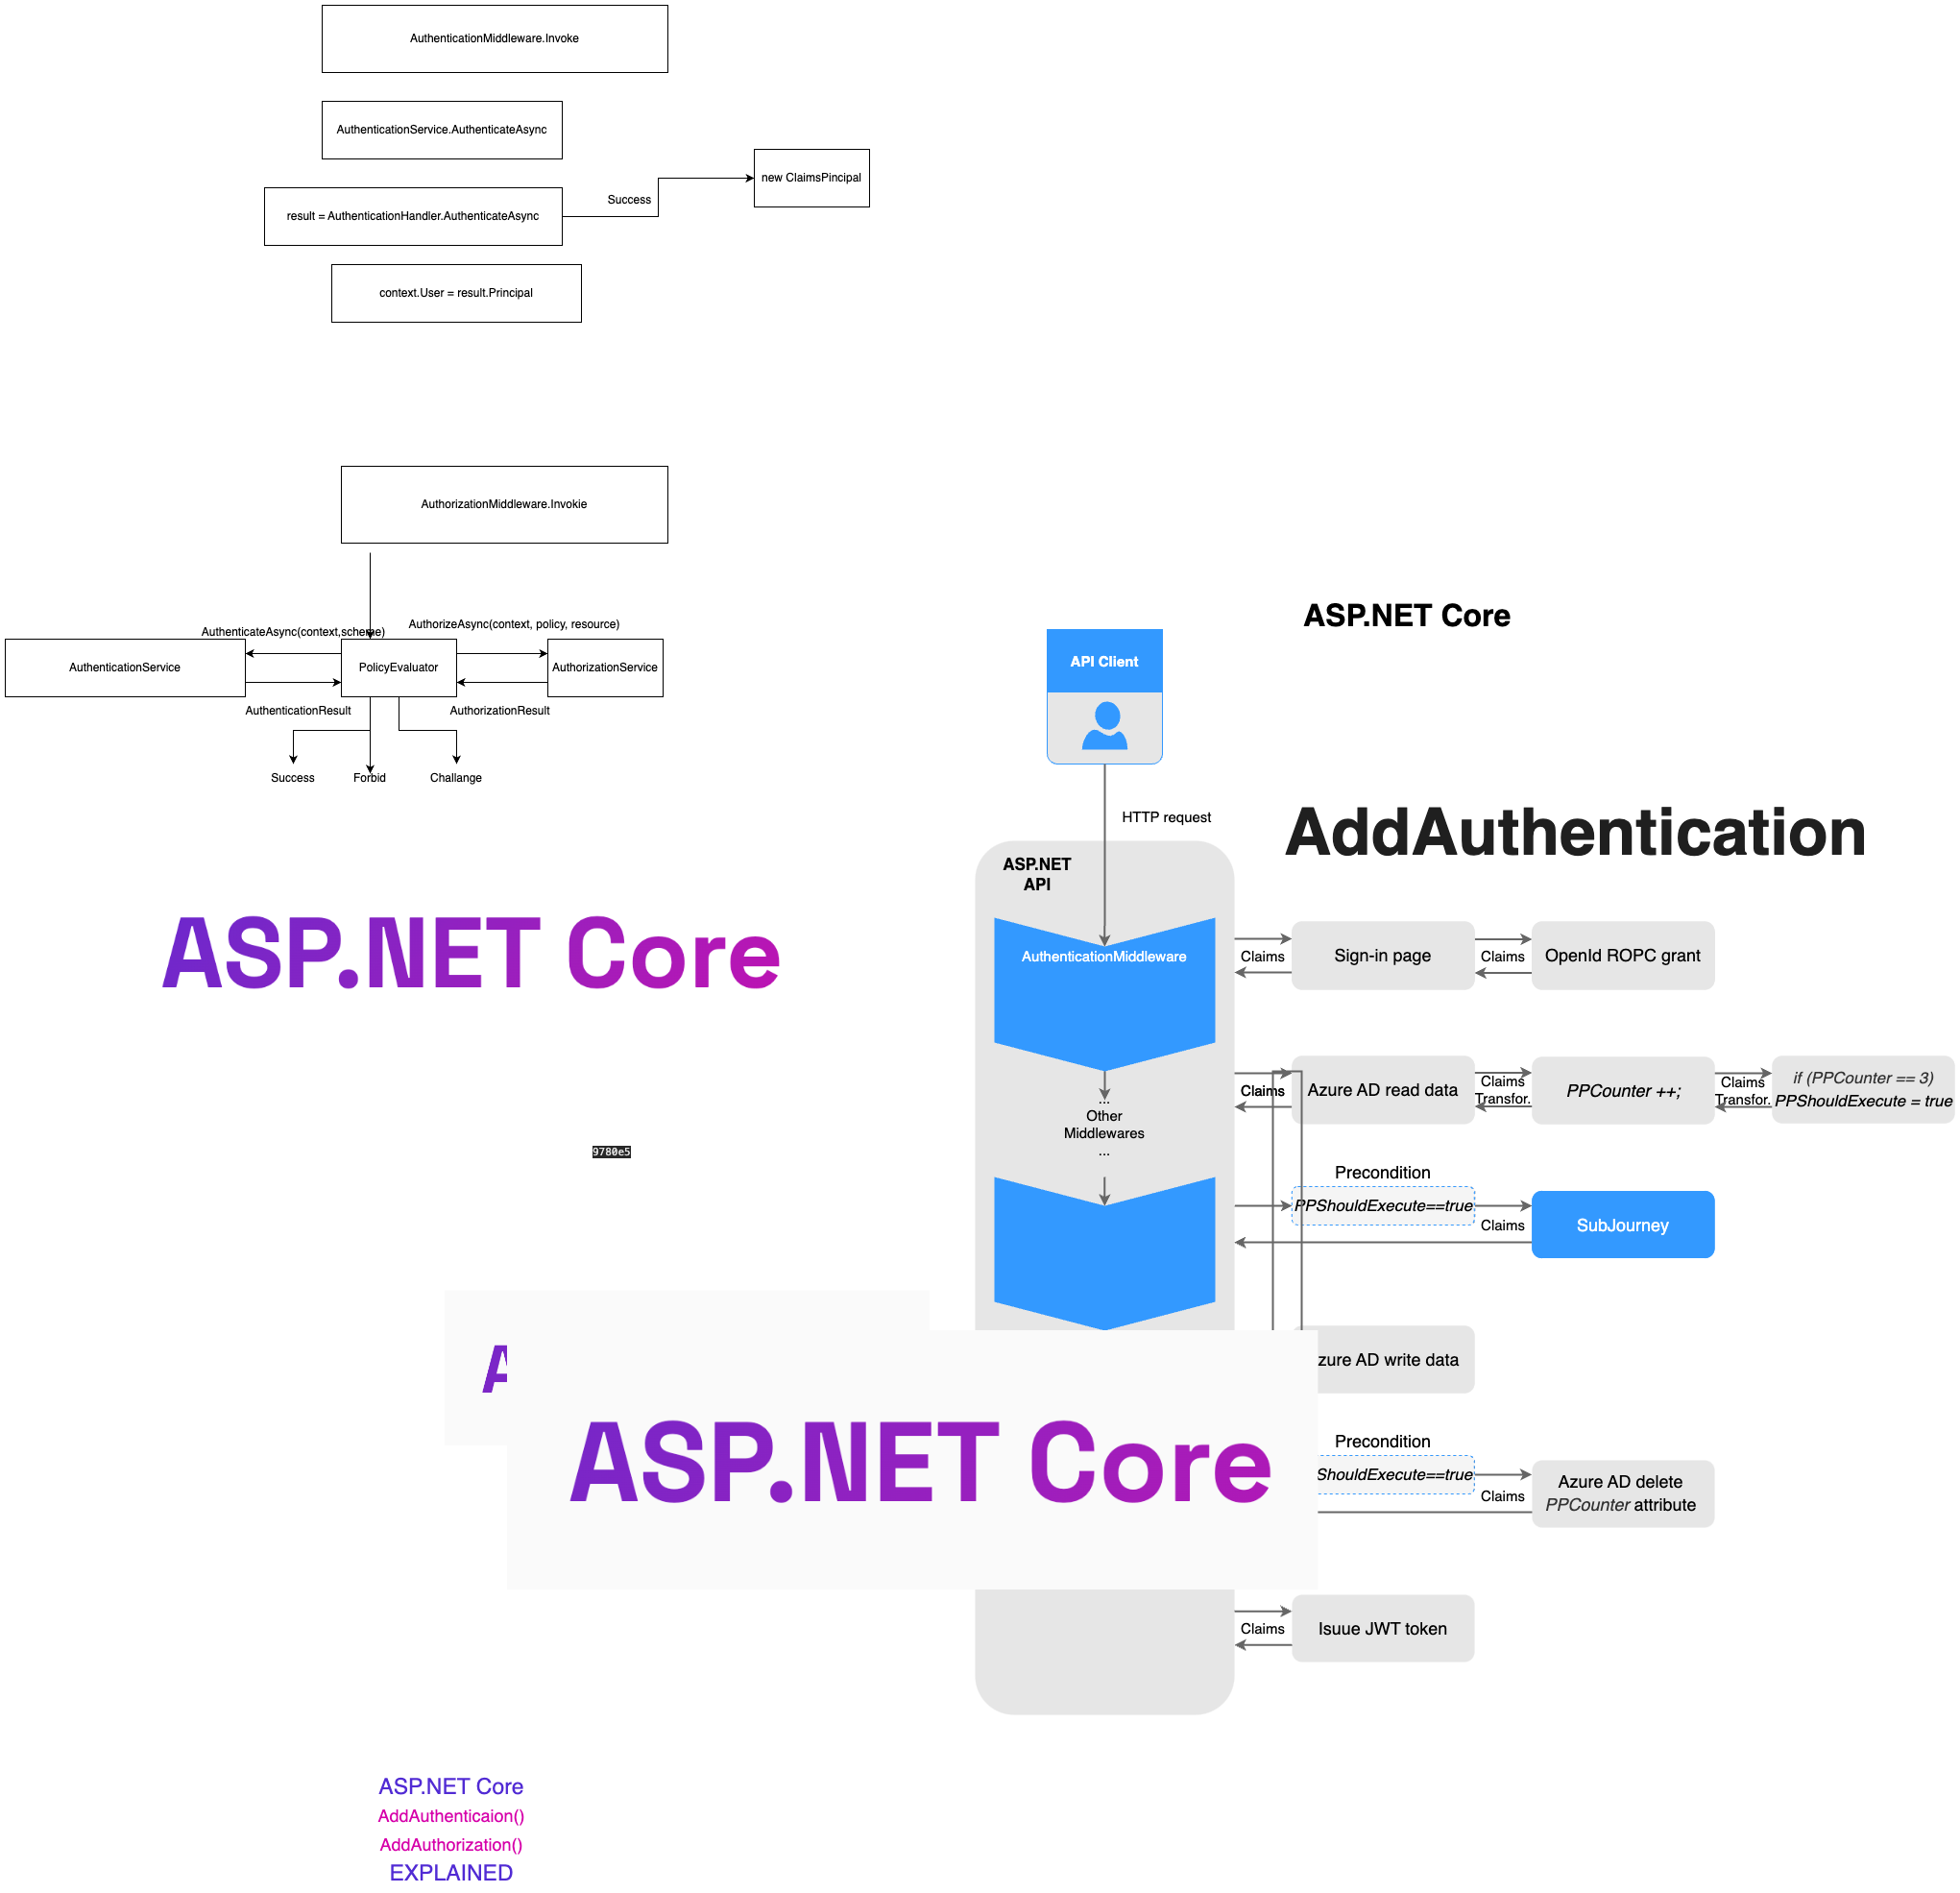 AuthenticationMiddleware.Invoke
AuthenticationService.AuthenticateAsync
result = AuthenticationHandler.AuthenticateAsync
Success
new ClaimsPincipal
context.User = result.Principal
AuthorizationMiddleware.Invokie
AuthenticateAsync(context,scheme)
AuthorizeAsync(context, policy, resource)
AuthenticationService
PolicyEvaluator
AuthorizationService
AuthenticationResult
AuthorizationResult
Success
Forbid
Challange
ASP.NET Core
API Client
HTTP request
AddAuthentication
ASP.NET
API
ASP.NET Core
AuthenticationMiddleware
Claims
Sign-in page
Claims
OpenId ROPC grant
Claims
Azure AD read data
Claims
Transfor.
PPCounter ++;
Claims
Transfor.
if (PPCounter == 3)
PPShouldExecute = true
...
Other
Middlewares
...
9780e5
Precondition
PPShouldExecute==true
Claims
SubJourney
A
zure AD write data
ASP.NET Core
Precondition
ShouldExecute==true
Claims
Azure AD delete
PPCounter attribute
Claims
Isuue JWT token
ASP.NET Core
AddAuthenticaion()
AddAuthorization()
EXPLAINED